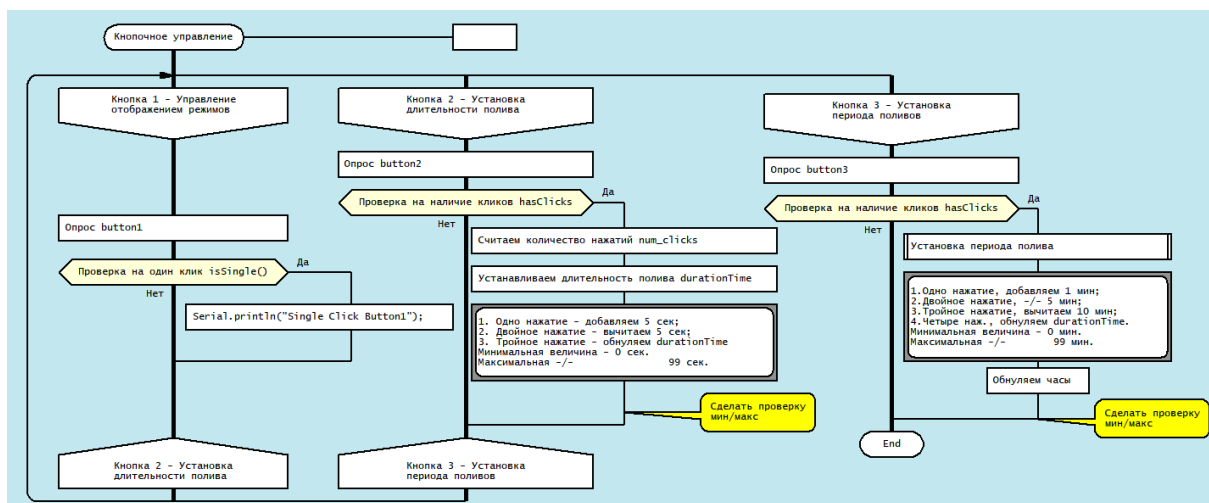 Кнопочное управление
Кнопка 1 - Управление
отображением режимов
Опрос button1
Проверка на один клик isSingle()
Да
Нет
Serial.println("Single Click Button1");
Кнопка 2 - Установка
длительности полива
Кнопка 2 - Установка
длительности полива
Опрос button2
Проверка на наличие кликов hasClicks
Да
Нет
Считаем количество нажатий num_clicks
Устанавливаем длительность полива durationTime
1. Одно нажатие - добавляем 5 сек;
2. Двойное нажатие - вычитаем 5 сек;
3. Тройное нажатие - обнуляем durationTime
Минимальная величина - 0 сек.
Максимальная -/- 99 сек.
Сделать проверку
мин/макс
Кнопка 3 - Установка
периода поливов
Кнопка 3 - Установка
периода поливов
Опрос button3
Проверка на наличие кликов hasClicks
Да
Нет
Установка периода полива
1.Одно нажатие, добавляем 1 мин;
2.Двойное нажатие, -/- 5 мин;
3.Тройное нажатие, вычитаем 10 мин;
4.Четыре наж., обнуляем durationTime.
Минимальная величина - 0 мин.
Максимальная -/- 99 мин.
Обнуляем часы
Сделать проверку
мин/макс
End